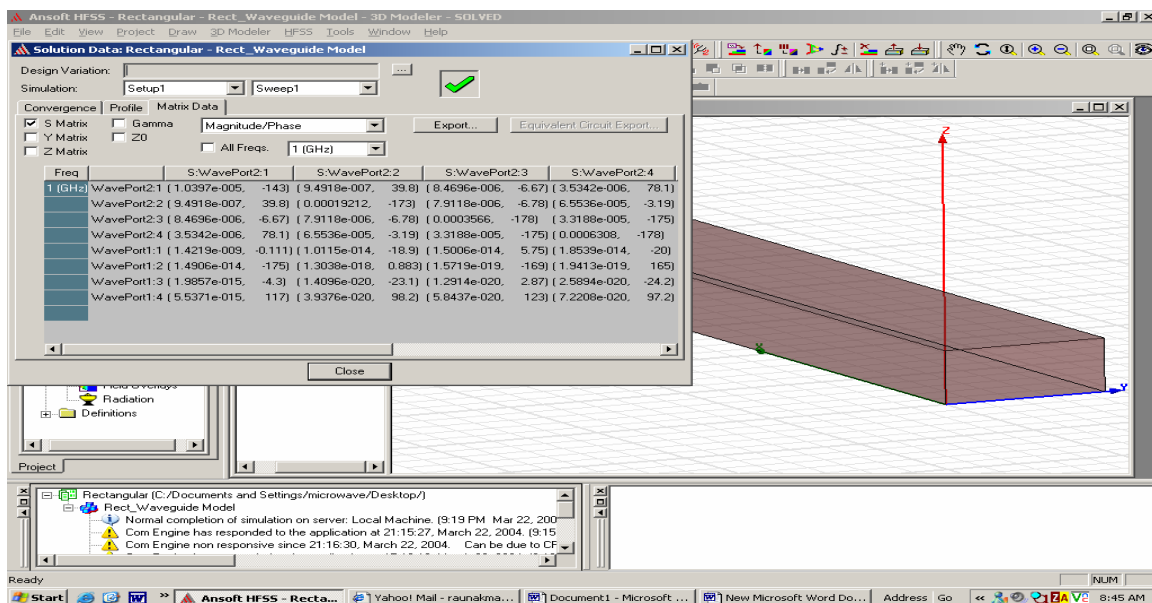 Ansoft HFSS - Rectangular - Rect_Waveguide Model - 3D Modeler - SOLVED
File Edit View Project Draw 3D Modeler HFSS Tools Window Help
Solution Data: Rectangular - Rect_Waveguide Model
Design Variation:
...
Simulation: Setup1 Sweep1
Convergence Profile Matrix Data
S Matrix Gamma Magnitude/Phase Export... Equivalent Circuit Export...
Y Matrix Z0
Z Matrix All Freqs. 1 (GHz)
Freq S:WavePort2:1 S:WavePort2:2 S:WavePort2:3 S:WavePort2:4
1 (GHz) WavePort2:1 ( 1.0397e-005, -143) ( 9.4918e-007, 39.8) ( 8.4696e-006, -6.67) ( 3.5342e-006, 78.1)
WavePort2:2 ( 9.4918e-007, 39.8) ( 0.00019212, -173) ( 7.9118e-006, -6.78) ( 6.5536e-005, -3.19)
WavePort2:3 ( 8.4696e-006, -6.67) ( 7.9118e-006, -6.78) ( 0.0003566, -178) ( 3.3188e-005, -175)
WavePort2:4 ( 3.5342e-006, 78.1) ( 6.5536e-005, -3.19) ( 3.3188e-005, -175) ( 0.0006308, -178)
WavePort1:1 ( 1.4219e-009, -0.111) ( 1.0115e-014, -18.9) ( 1.5006e-014, 5.75) ( 1.8539e-014, -20)
WavePort1:2 ( 1.4906e-014, -175) ( 1.3038e-018, 0.883) ( 1.5719e-019, -169) ( 1.9413e-019, 165)
WavePort1:3 ( 1.9857e-015, -4.3) ( 1.4096e-020, -23.1) ( 1.2914e-020, 2.87) ( 2.5894e-020, -24.2)
WavePort1:4 ( 5.5371e-015, 117) ( 3.9376e-020, 98.2) ( 5.8437e-020, 123) ( 7.2208e-020, 97.2)
Close
Z
Y
Radiation
Definitions
Project
Rectangular (C:/Documents and Settings/microwave/Desktop/)
Rect_Waveguide Model
Normal completion of simulation on server: Local Machine. (9:19 PM Mar 22, 200
Com Engine has responded to the application at 21:15:27, March 22, 2004. (9:15
Com Engine non responsive since 21:16:30, March 22, 2004. Can be due to CF
Ready NUM
Start » Ansoft HFSS - Recta... Yahoo! Mail - raunakma... Document1 - Microsoft ... New Microsoft Word Do... Address Go « 8:45 AM